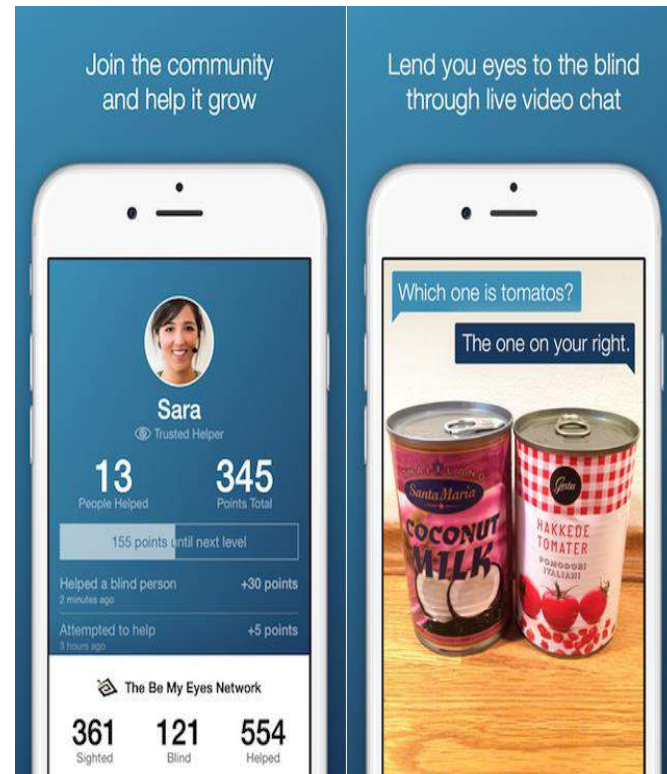 Join the community
and help it grow
Sara
Trusted Helper
13
People Helped
345
Points Total
155 points until next level
Helped a blind person
+30 points
2 minutes ago
Attempted to help
+5 points
3 hours ago
The Be My Eyes Network
361
Sighted
121
Blind
554
Helped
Lend you eyes to the blind
through live video chat
Which one is tomatos?
The one on your right.
THAILAND
Santa Maria
COCONUT
MILK
HAKKEDE
TOMATER
POMODORI
ITALIANI